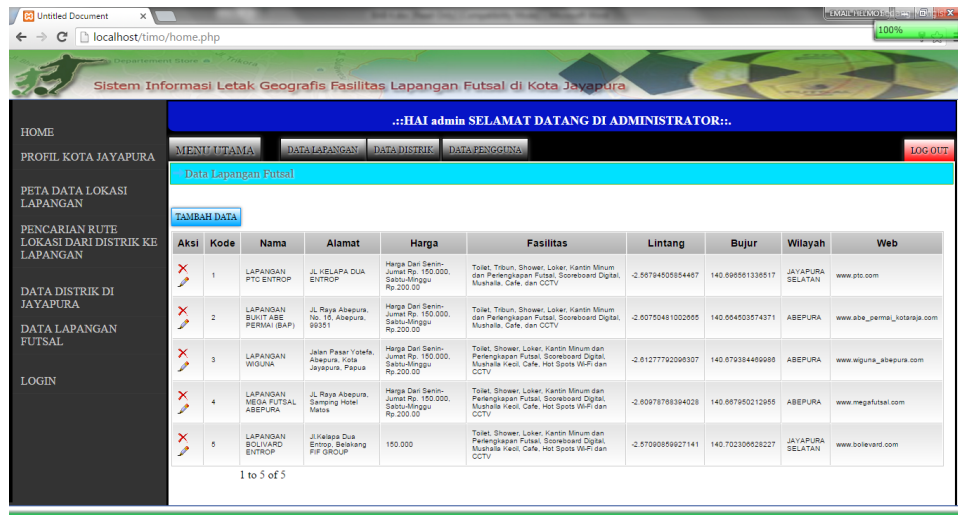 Untitled Document
EMAIL HELMOT
100%
localhost/timo/home.php
Sistem Informasi Letak Geografis Fasilitas Lapangan Futsal di Kota Jayapura
.::HAI admin SELAMAT DATANG DI ADMINISTRATOR::.
HOME
PROFIL KOTA JAYAPURA
PETA DATA LOKASI
LAPANGAN
PENCARIAN RUTE
LOKASI DARI DISTRIK KE
LAPANGAN
DATA DISTRIK DI
JAYAPURA
DATA LAPANGAN
FUTSAL
LOGIN
MENU UTAMA DATA LAPANGAN DATA DISTRIK DATA PENGGUNA LOG OUT
Data Lapangan Futsal
TAMBAH DATA
Aksi Kode Nama Alamat Harga Fasilitas Lintang Bujur Wilayah Web
1
LAPANGAN
PTC ENTROP
JL KELAPA DUA
ENTROP
Harga Dari Senin-
Jumat Rp. 150.000,
Sabtu-Minggu
Rp.200.00
Toilet, Tribun, Shower, Loker, Kantin Minum
dan Perlengkapan Futsal, Scoreboard Digital,
Mushalla, Cafe, dan CCTV
-2.56794505854467
140.696561336517
JAYAPURA
SELATAN
www.ptc.com
2
LAPANGAN
BUKIT ABE
PERMAI (BAP)
JL Raya Abepura,
No. 16, Abepura,
99351
Harga Dari Senin-
Jumat Rp. 150.000,
Sabtu-Minggu
Rp.200.00
Toilet, Tribun, Shower, Loker, Kantin Minum
dan Perlengkapan Futsal, Scoreboard Digital,
Mushalla, Cafe, dan CCTV
-2.60750481002665
140.664503574371
ABEPURA
www.abe_permai_kotaraja.com
3
LAPANGAN
WIGUNA
Jalan Pasar Yotefa,
Abepura, Kota
Jayapura, Papua
Harga Dari Senin-
Jumat Rp. 150.000,
Sabtu-Minggu
Rp.200.00
Toilet, Shower, Loker, Kantin Minum dan
Perlengkapan Futsal, Scoreboard Digital,
Mushalla Kecil, Cafe, Hot Spots Wi-Fi dan
CCTV
-2.61277792096307
140.679384469986
ABEPURA
www.wiguna_abepura.com
4
LAPANGAN
MEGA FUTSAL
ABEPURA
JL Raya Abepura,
Samping Hotel
Matos
Harga Dari Senin-
Jumat Rp. 150.000,
Sabtu-Minggu
Rp.200.00
Toilet, Shower, Loker, Kantin Minum dan
Perlengkapan Futsal, Scoreboard Digital,
Mushalla Kecil, Cafe, Hot Spots Wi-Fi dan
CCTV
-2.60978768394028
140.667950212955
ABEPURA
www.megafutsal.com
5
LAPANGAN
BOLIVARD
ENTROP
Jl.Kelapa Dua
Entrop, Belakang
FIF GROUP
150.000
Toilet, Shower, Loker, Kantin Minum dan
Perlengkapan Futsal, Scoreboard Digital,
Mushalla Kecil, Cafe, Hot Spots Wi-Fi dan
CCTV
-2.57090859927141
140.702306628227
JAYAPURA
SELATAN
www.bolievard.com
1 to 5 of 5